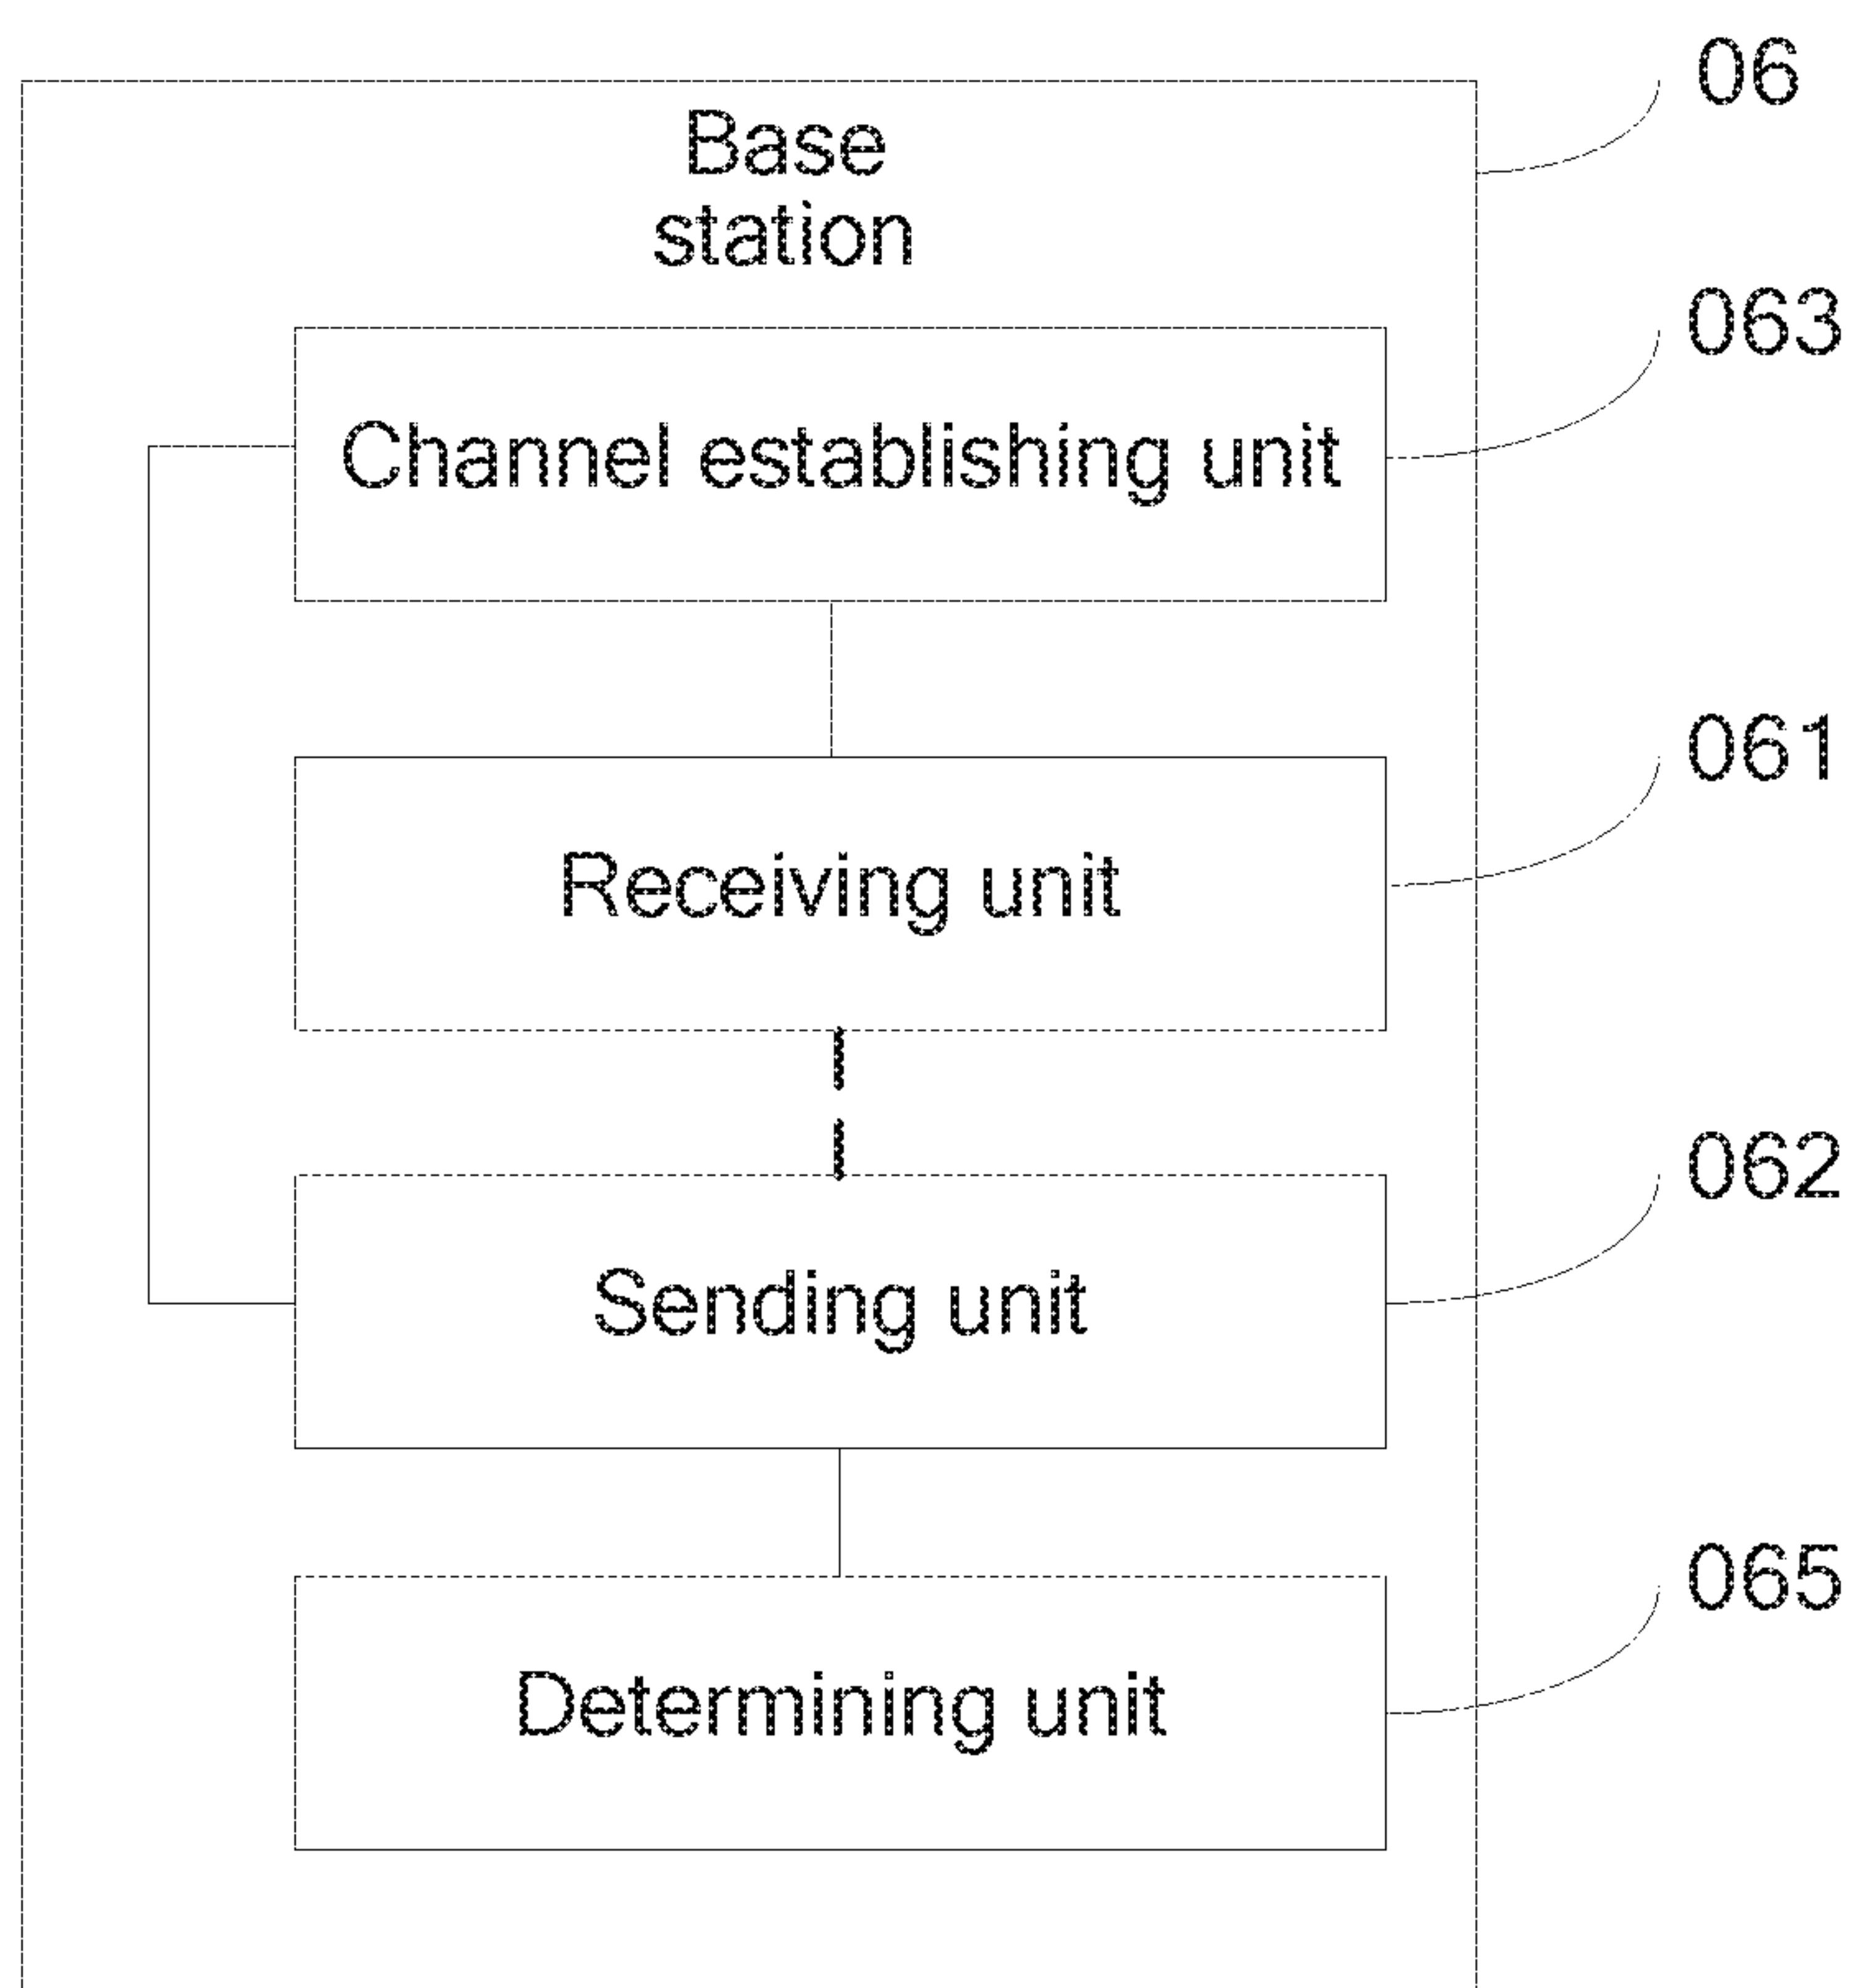 06
Base
station
063
Channel establishing unit
061
Receiving unit
062
Sending unit
065
Determining unit